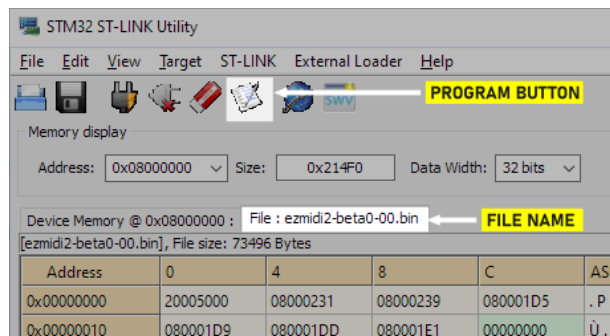 STM32 ST-LINK Utility
File Edit View Target ST-LINK External Loader Help
SWV PROGRAM BUTTON
Memory display
Address: 0x08000000 Size: 0x214F0 Data Width: 32 bits
Device Memory @ 0x08000000 : File : ezmidi2-beta0-00.bin FILE NAME
[ezmidi2-beta0-00.bin], File size: 73496 Bytes
Address 0 4 8 C AS
0x00000000 20005000 08000231 08000239 080001D5 . P
0x00000010 080001D9 080001DD 080001E1 00000000 Ù .